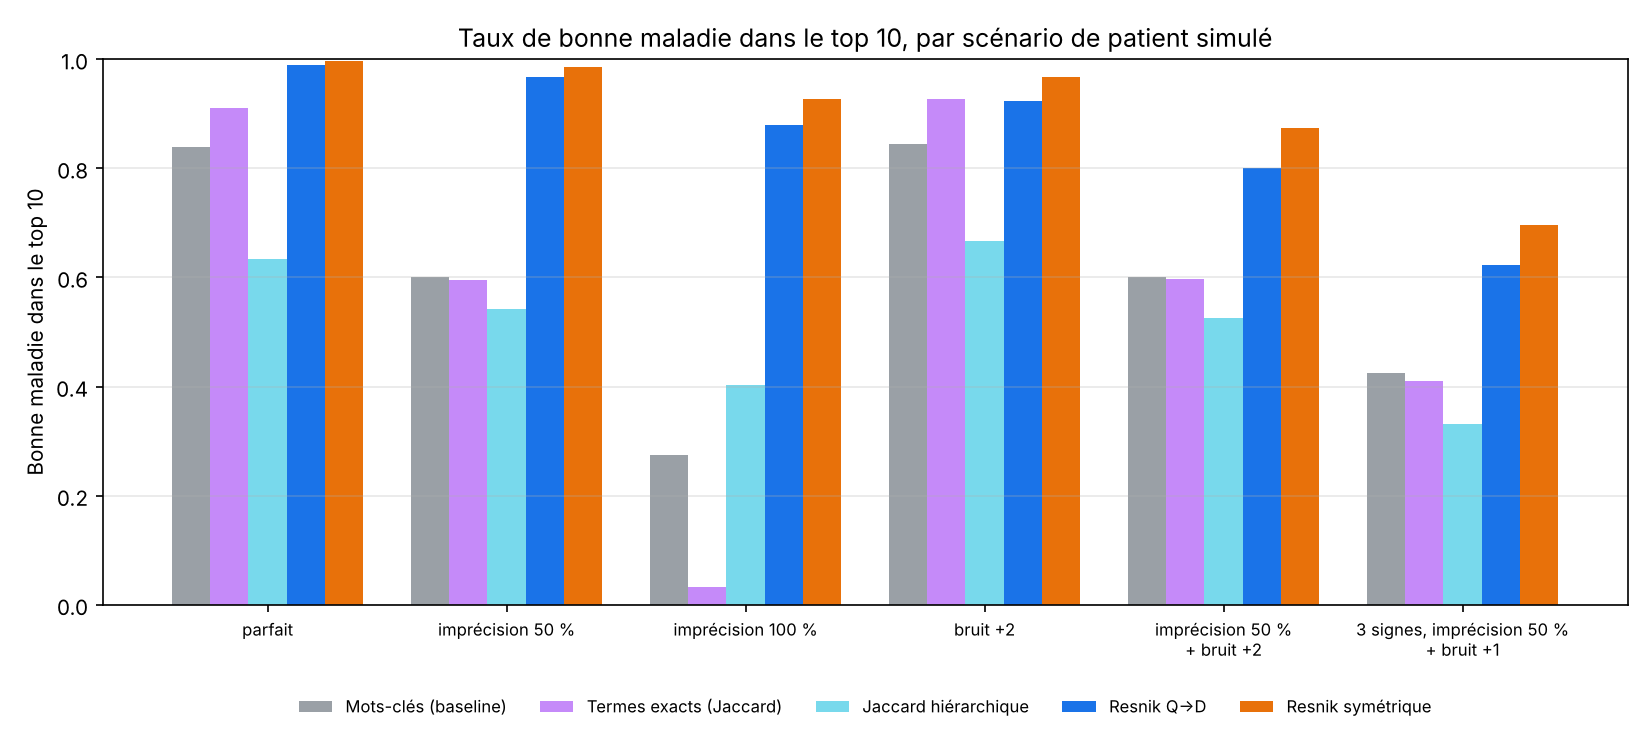 Taux de bonne maladie dans le top 10, par scénario de patient simulé
Bonne maladie dans le top 10
1.0
0.8
0.6
0.4
0.2
0.0
parfait
imprécision 50 %
imprécision 100 %
bruit +2
imprécision 50 %
+ bruit +2
3 signes, imprécision 50 %
+ bruit +1
Mots-clés (baseline)
Termes exacts (Jaccard)
Jaccard hiérarchique
Resnik Q→D
Resnik symétrique